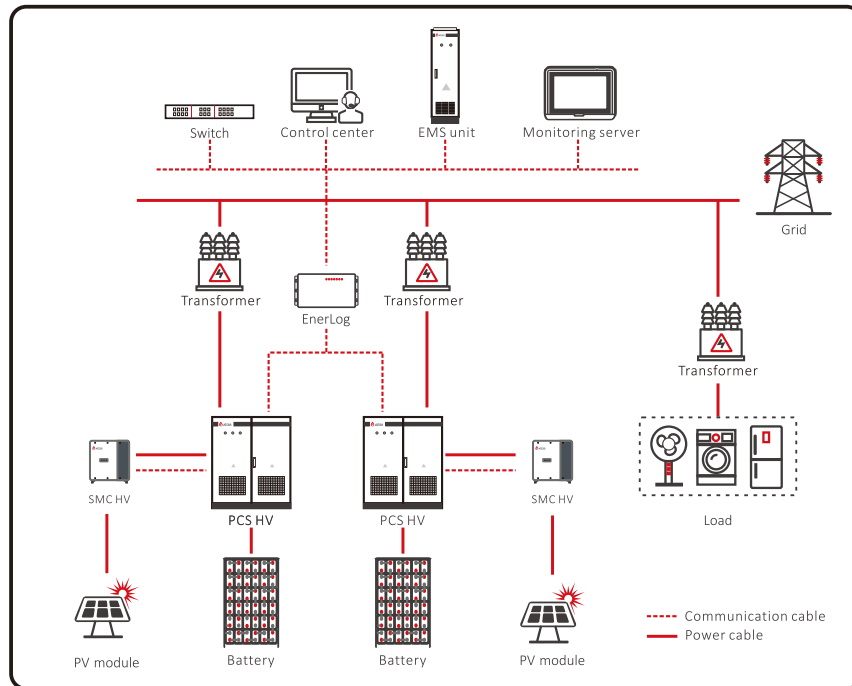 Switch
Control center
EMS unit
Monitoring server
Grid
Transformer
Transformer
EnerLog
Transformer
SMC HV
PCS HV
PCS HV
SMC HV
Load
PV module
Battery
Battery
PV module
Communication cable
Power cable